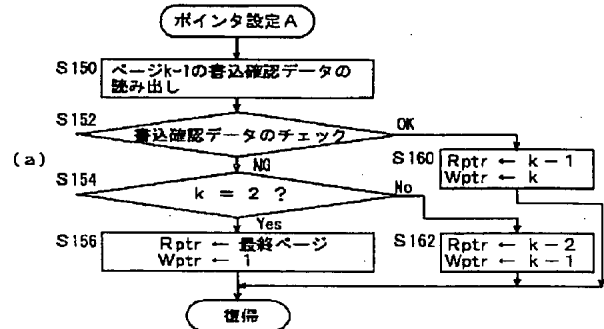 ポインタ設定A
S150
ページk-1の書込確認データの
読み出し
S152
書込確認データのチェック
OK
(a)
NG
S160
Rptr ← k-1
Wptr ← k
S154
k = 2 ?
No
Yes
S156
Rptr ← 最終ページ
Wptr ← 1
S162
Rptr ← k-2
Wptr ← k-1
復帰